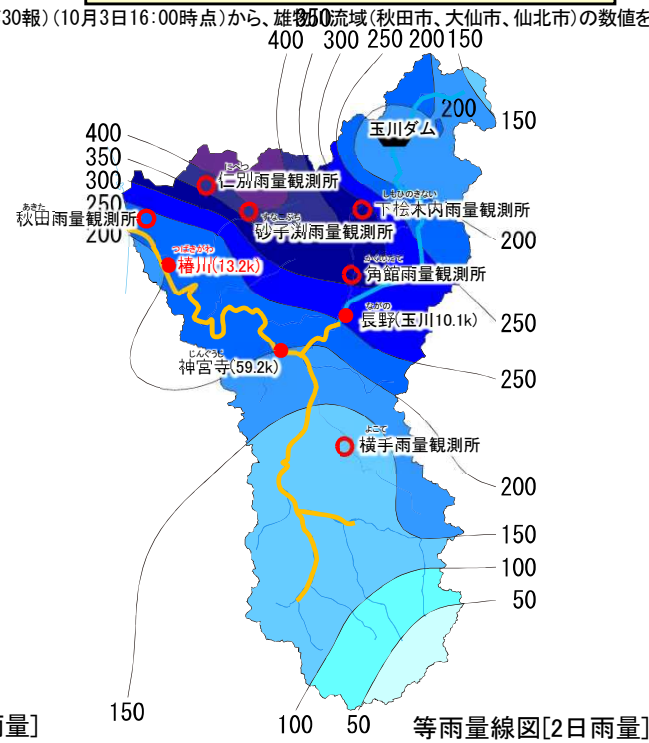 30報)(10月3日16:00時点)から、雄物川流域(秋田市、大仙市、仙北市)の数値を
350
400 300 250 200 150
200
150
玉川ダム
400
350
300
250
200
にべつ
仁別雨量観測所
しもひのきない
下桧木内雨量観測所
あきた
秋田雨量観測所
すなごぶち
砂子渕雨量観測所
200
つばきがわ
椿川(13.2k)
かくのだて
角館雨量観測所
ながの
長野(玉川10.1k)
250
じんぐうじ
神宮寺(59.2k)
250
よこて
横手雨量観測所
200
150
100
50
150
100
50
雨量]
等雨量線図[2日雨量]